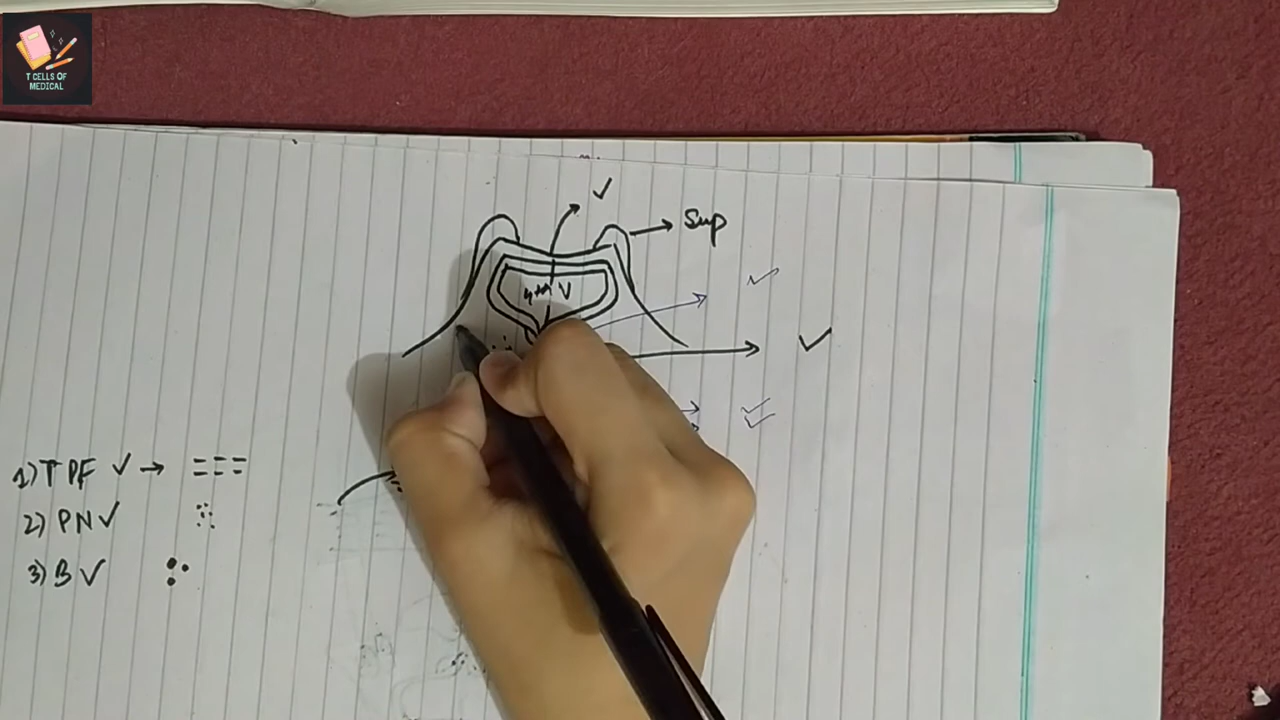 T CELLS OF
MEDICAL
✓
Sup
4th V
✓
✓
✓
✓
1) T PF ✓ → = = =
2) PN ✓
3) B ✓